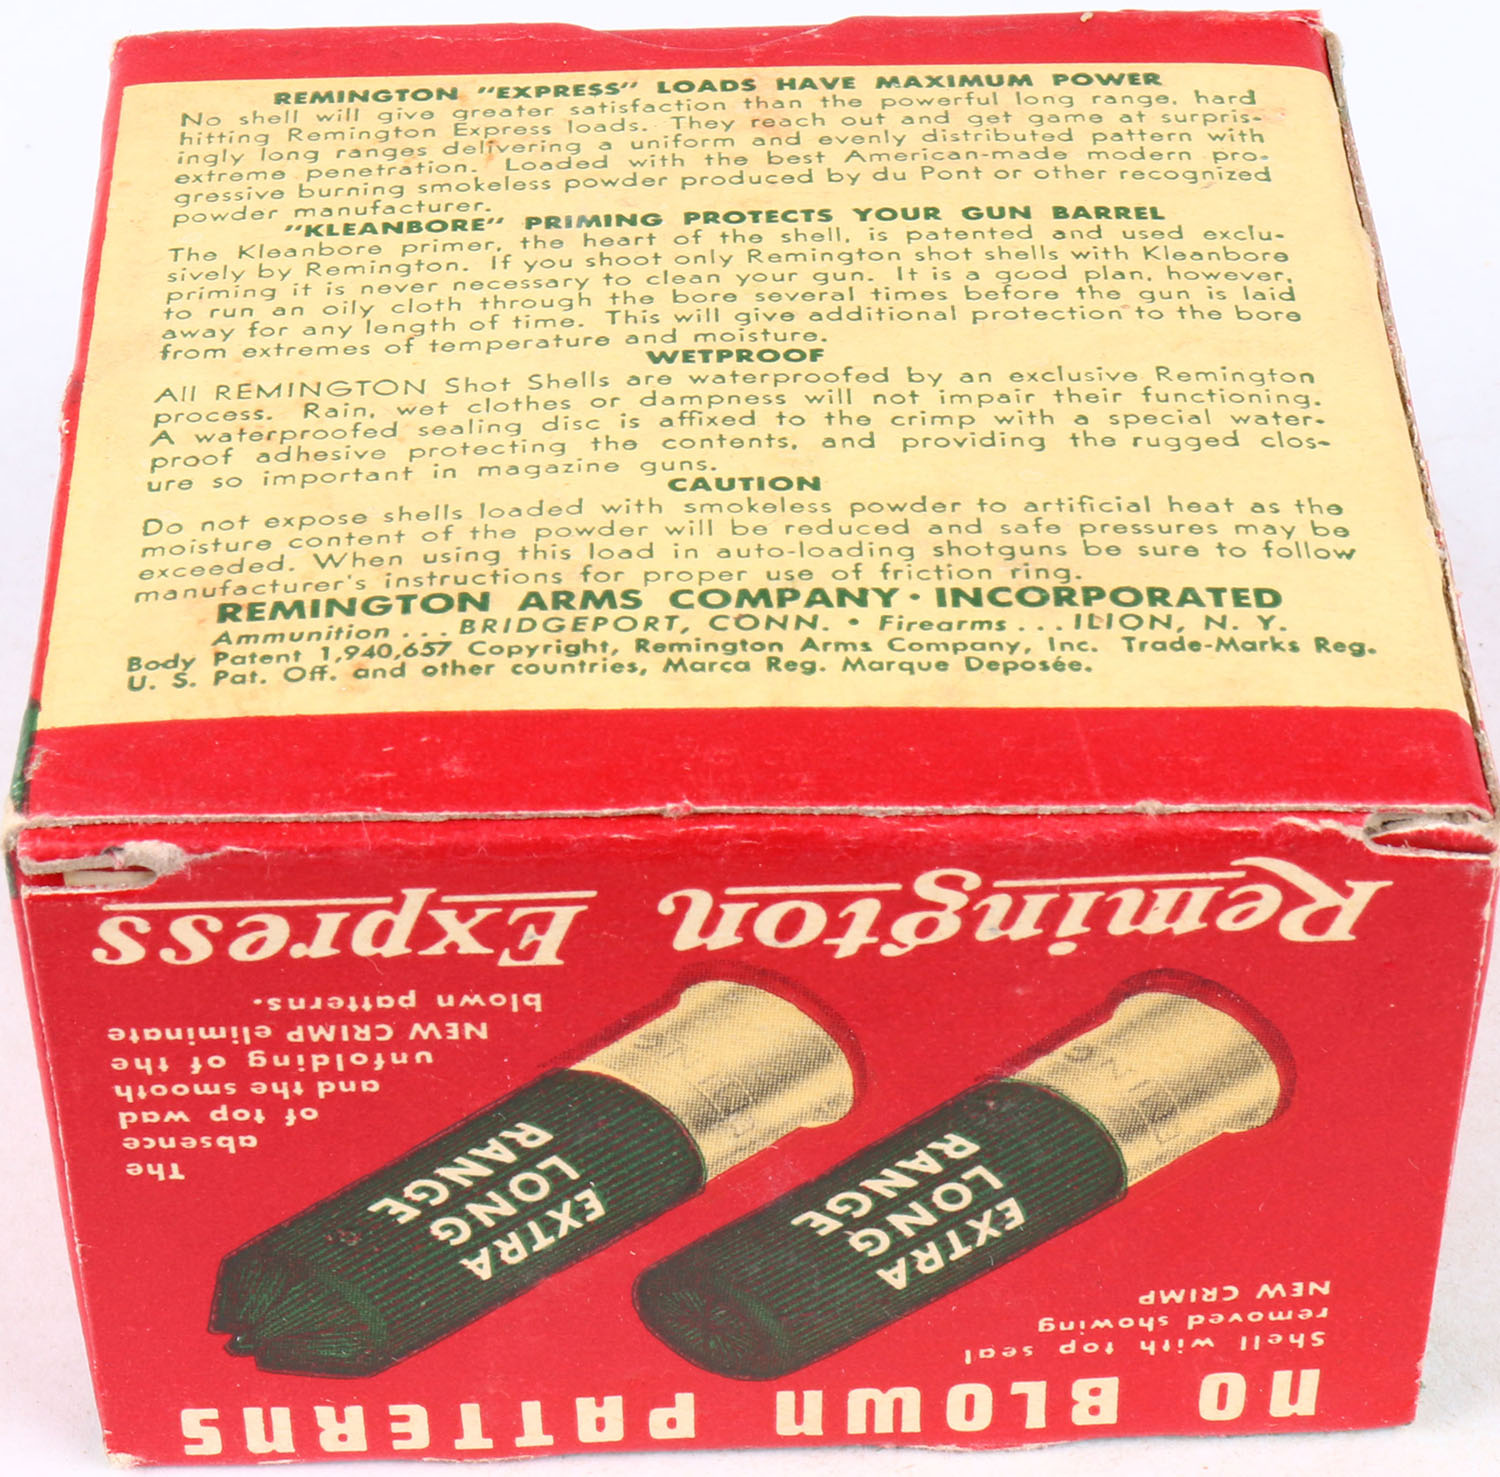 REMINGTON "EXPRESS" LOADS HAVE MAXIMUM POWER
No shell will give greater satisfaction than the powerful long range, hard
hitting Remington Express loads. They reach out and get game at surpris-
ingly long ranges delivering a uniform and evenly distributed pattern with
extreme penetration. Loaded with the best American-made modern pro-
gressive burning smokeless powder produced by du Pont or other recognized
powder manufacturer.
"KLEANBORE" PRIMING PROTECTS YOUR GUN BARREL
The Kleanbore primer, the heart of the shell, is patented and used exclu-
sively by Remington. If you shoot only Remington shot shells with Kleanbore
priming it is never necessary to clean your gun. It is a good plan, however,
to run an oily cloth through the bore several times before the gun is laid
away for any length of time. This will give additional protection to the bore
from extremes of temperature and moisture.
WETPROOF
All REMINGTON Shot Shells are waterproofed by an exclusive Remington
process. Rain, wet clothes or dampness will not impair their functioning.
A waterproofed sealing disc is affixed to the crimp with a special water-
proof adhesive protecting the contents, and providing the rugged clos-
ure so important in magazine guns.
CAUTION
Do not expose shells loaded with smokeless powder to artificial heat as the
moisture content of the powder will be reduced and safe pressures may be
exceeded. When using this load in auto-loading shotguns be sure to follow
manufacturer's instructions for proper use of friction ring.
REMINGTON ARMS COMPANY · INCORPORATED
Ammunition ... BRIDGEPORT, CONN. • Firearms ... ILION, N. Y.
Body Patent 1,940,657 Copyright, Remington Arms Company, Inc. Trade-Marks Reg.
U. S. Pat. Off. and other countries, Marca Reg. Marque Deposée.
NO BLOWN PATTERNS
Shell with top seal
removed showing
NEW CRIMP
EXTRA
LONG
RANGE
EXTRA
LONG
RANGE
The
absence
of top wad
and the smooth
unfolding of the
NEW CRIMP eliminate
blown patterns.
Remington Express